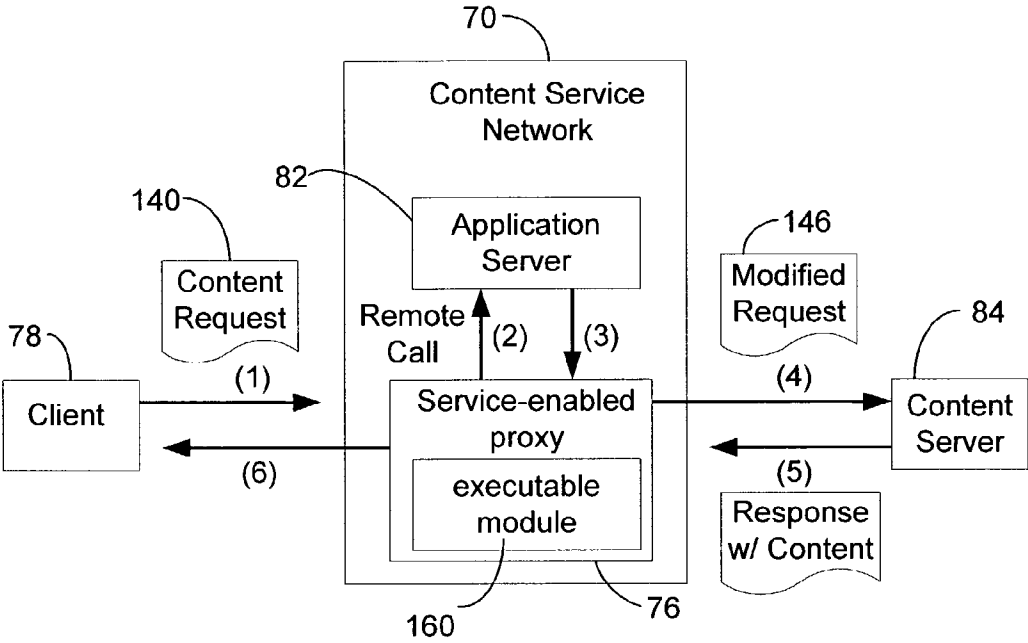 70
Content Service
Network
82
Application
Server
140
Content
Request
146
Modified
Request
78
Client
84
Content
Server
Remote
Call
(1)
(2)
(3)
(4)
(5)
(6)
Service-enabled
proxy
executable
module
Response
w/ Content
160
76